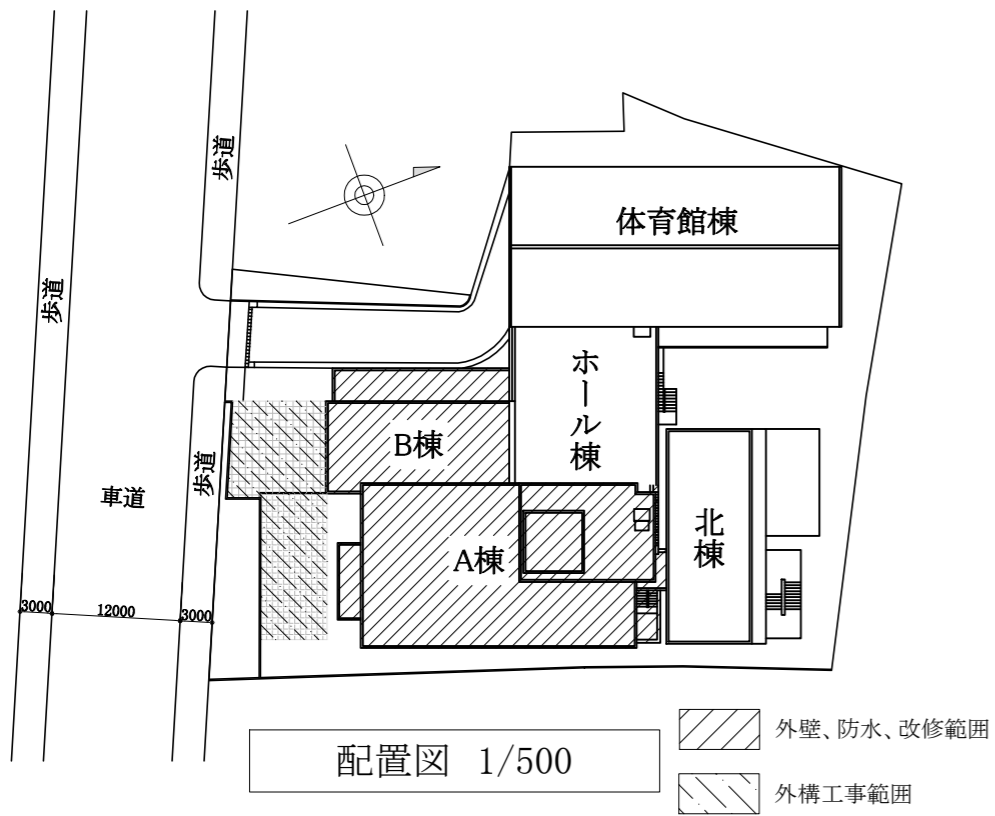 歩道
歩道
体育館棟
ホール棟
B棟
歩道
車道
北棟
A棟
3000
12000
3000
配置図 1/500
外壁、防水、改修範囲
外構工事範囲